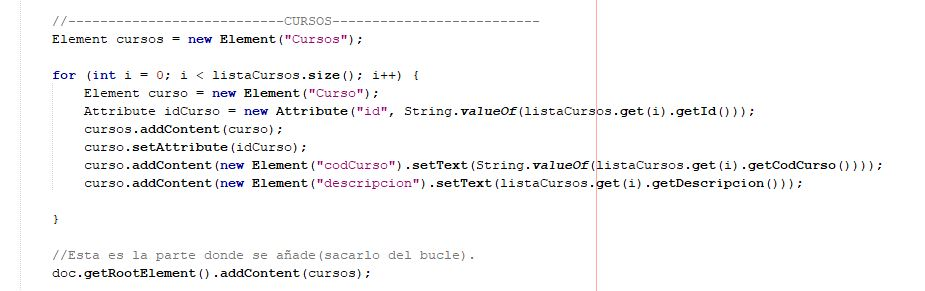 //---------------------------CURSOS--------------------------
Element cursos = new Element("Cursos");
for (int i = 0; i < listaCursos.size(); i++) {
Element curso = new Element("Curso");
Attribute idCurso = new Attribute("id", String.valueOf(listaCursos.get(i).getId()));
cursos.addContent(curso);
curso.setAttribute(idCurso);
curso.addContent(new Element("codCurso").setText(String.valueOf(listaCursos.get(i).getCodCurso())));
curso.addContent(new Element("descripcion").setText(listaCursos.get(i).getDescripcion()));
}
//Esta es la parte donde se añade(sacarlo del bucle).
doc.getRootElement().addContent(cursos);